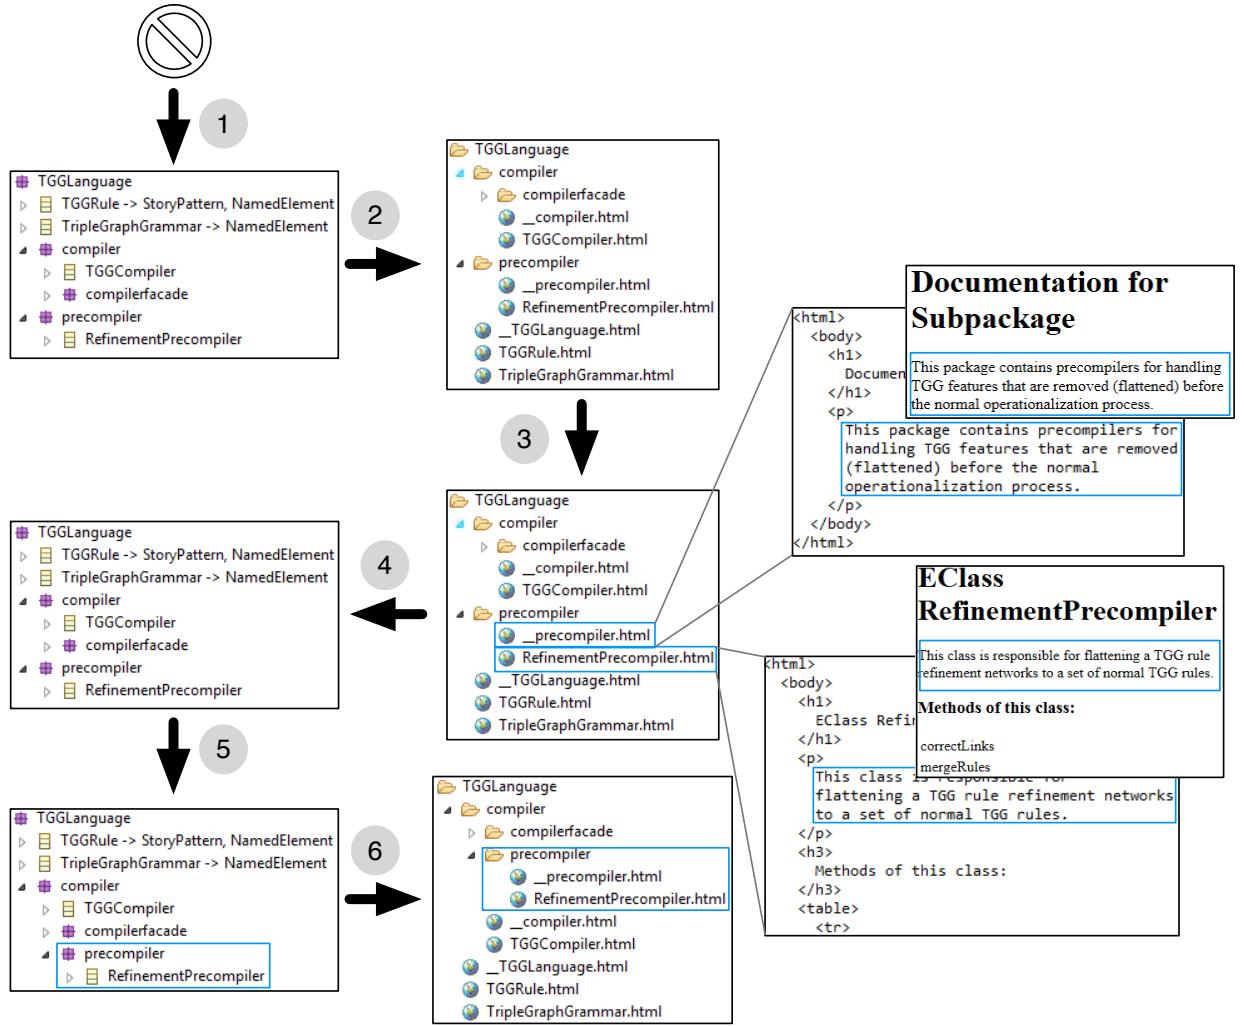 1
TGGLanguage
TGGRule -> StoryPattern, NamedElement
TripleGraphGrammar -> NamedElement
compiler
TGGCompiler
compilerfacade
precompiler
RefinementPrecompiler
2
TGGLanguage
compiler
compilerfacade
__compiler.html
TGGCompiler.html
precompiler
__precompiler.html
RefinementPrecompiler.html
__TGGLanguage.html
TGGRule.html
TripleGraphGrammar.html
3
TGGLanguage
compiler
compilerfacade
__compiler.html
TGGCompiler.html
precompiler
__precompiler.html
RefinementPrecompiler.html
__TGGLanguage.html
TGGRule.html
TripleGraphGrammar.html
<html>
<body>
<h1>
Documen
</h1>
<p>
This package contains precompilers for
handling TGG features that are removed
(flattened) before the normal
operationalization process.
</p>
</body>
</html>
Documentation for
Subpackage
This package contains precompilers for handling
TGG features that are removed (flattened) before
the normal operationalization process.
<html>
<body>
<h1>
EClass Refi
</h1>
<p>
This class is responsible for
flattening a TGG rule refinement networks
to a set of normal TGG rules.
</p>
<h3>
Methods of this class:
</h3>
<table>
<tr>
EClass
RefinementPrecompiler
This class is responsible for flattening a TGG rule
refinement networks to a set of normal TGG rules.
Methods of this class:
correctLinks
mergeRules
4
TGGLanguage
TGGRule -> StoryPattern, NamedElement
TripleGraphGrammar -> NamedElement
compiler
TGGCompiler
compilerfacade
precompiler
RefinementPrecompiler
5
TGGLanguage
TGGRule -> StoryPattern, NamedElement
TripleGraphGrammar -> NamedElement
compiler
TGGCompiler
compilerfacade
precompiler
RefinementPrecompiler
6
TGGLanguage
compiler
compilerfacade
precompiler
__precompiler.html
RefinementPrecompiler.html
__compiler.html
TGGCompiler.html
__TGGLanguage.html
TGGRule.html
TripleGraphGrammar.html